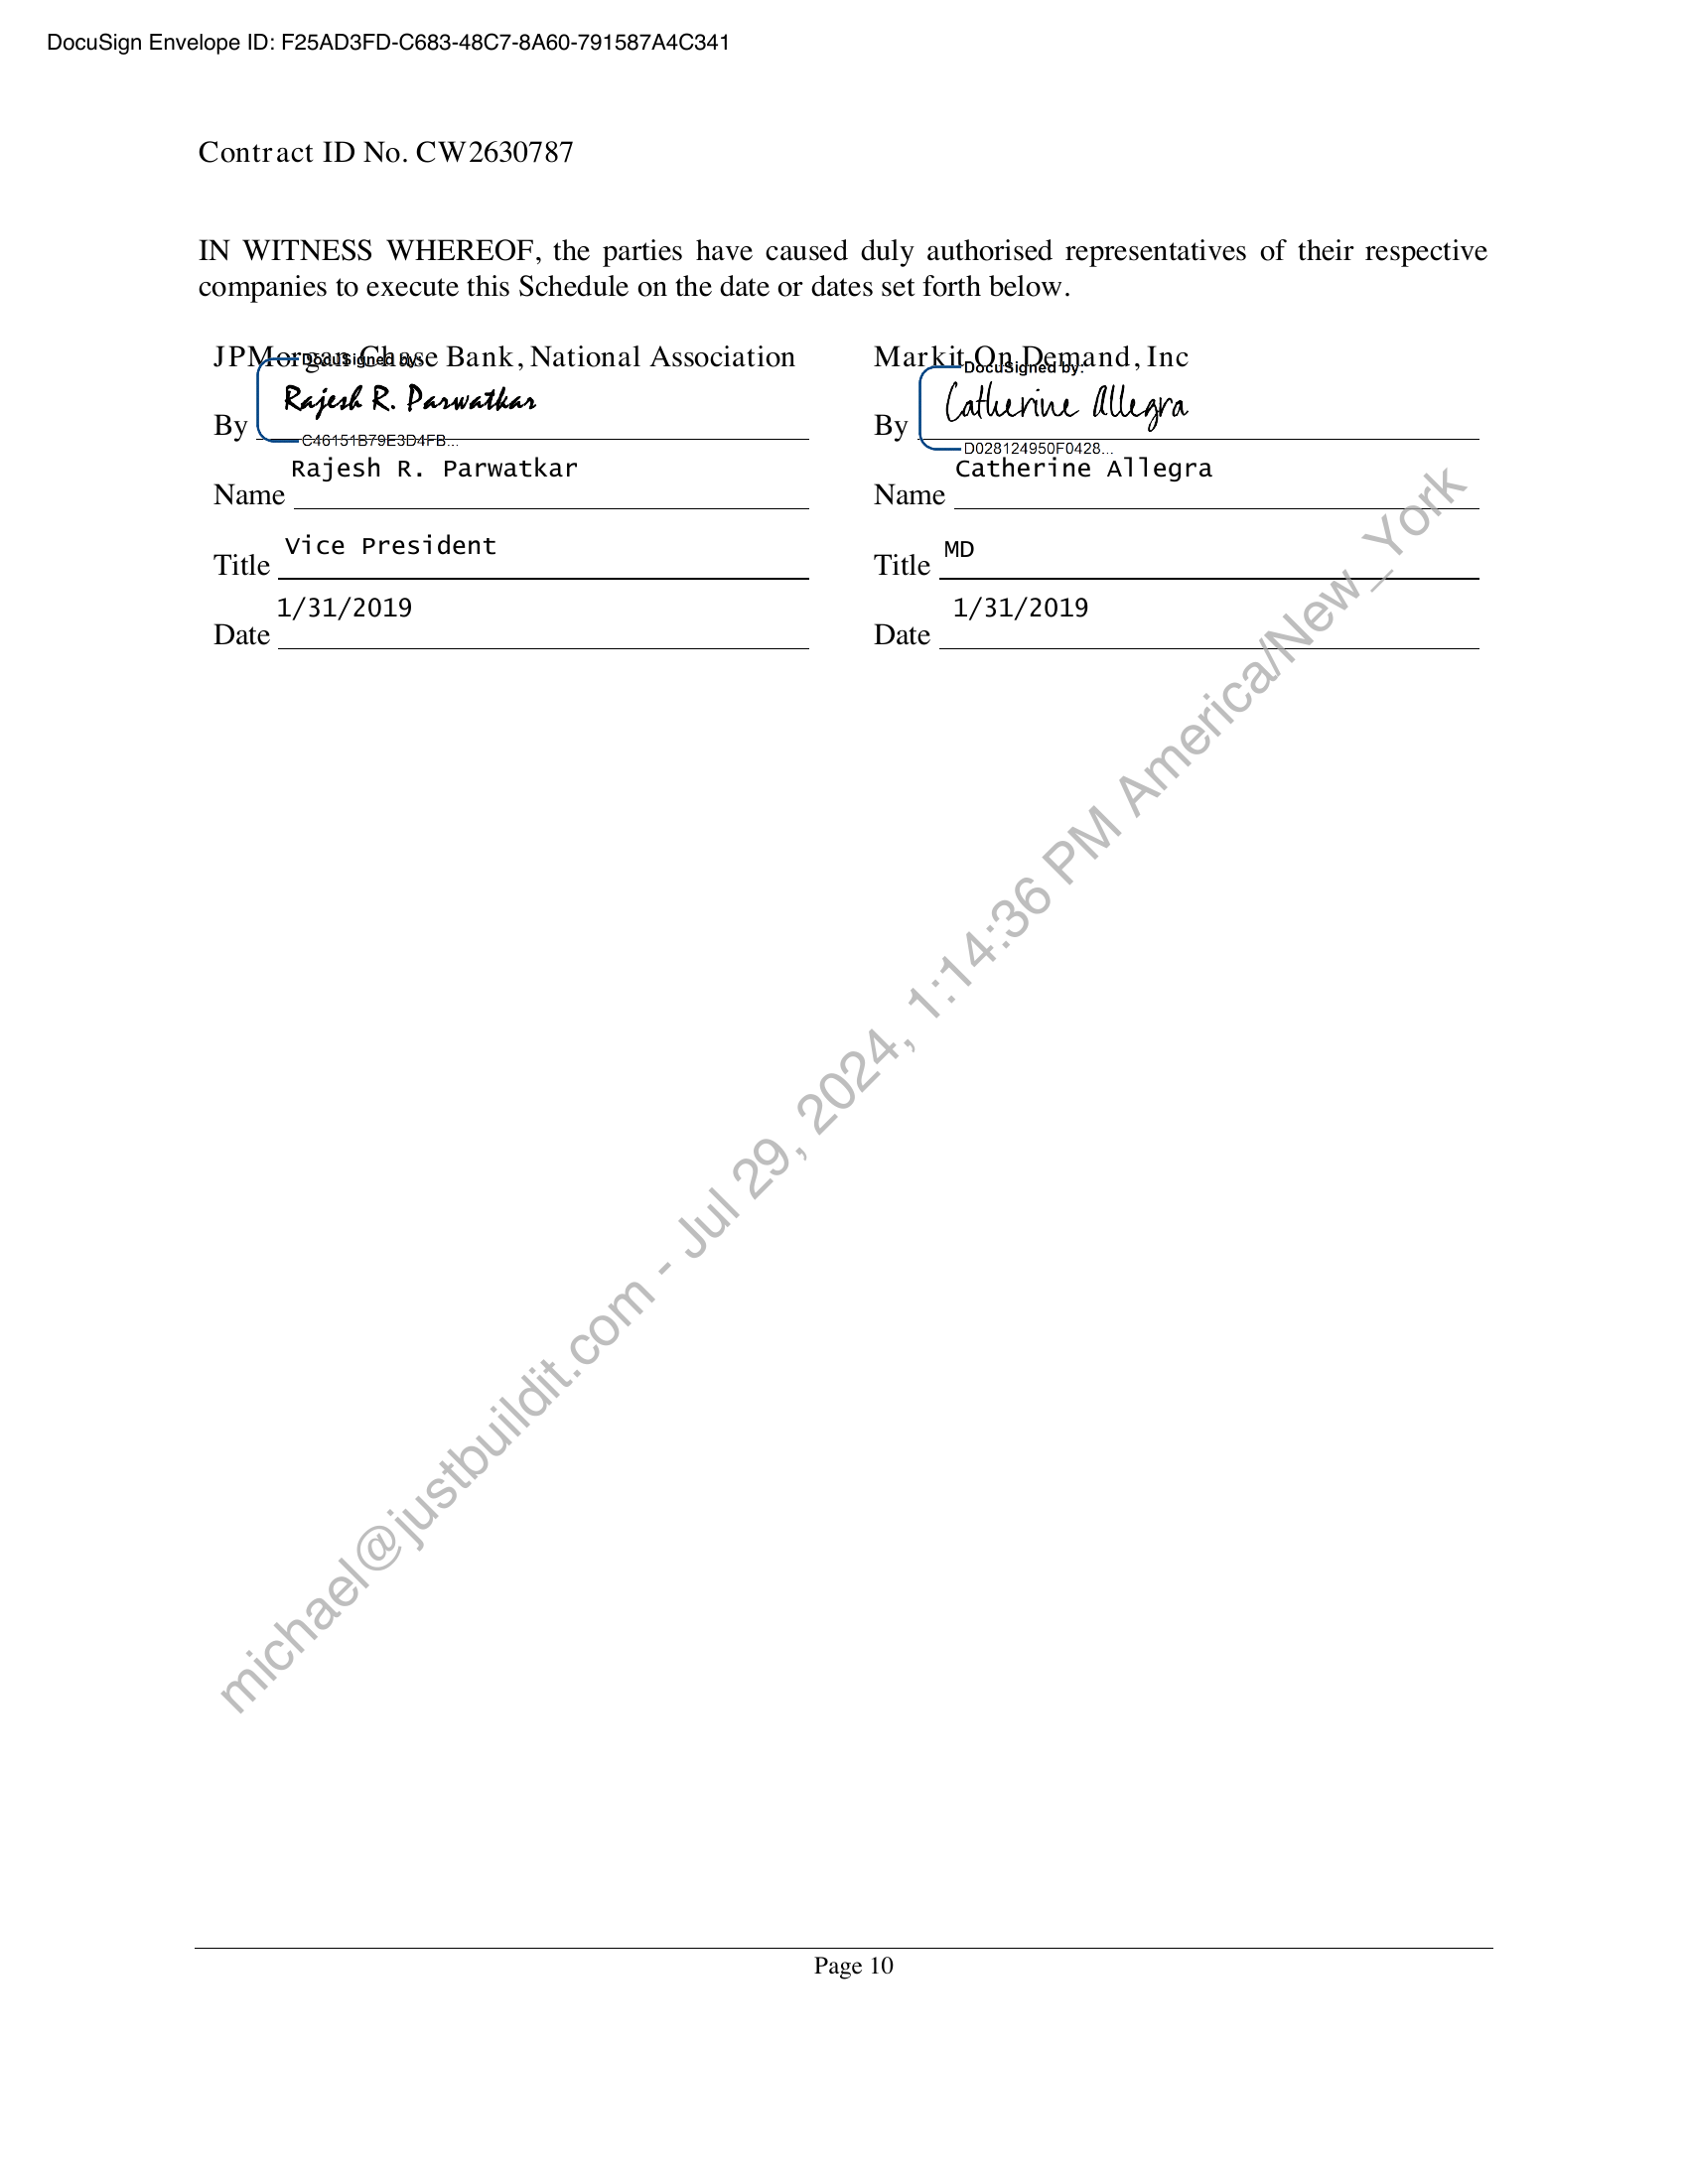 DocuSign Envelope ID: F25AD3FD-C683-48C7-8A60-791587A4C341
Contract ID No. CW2630787
IN WITNESS WHEREOF, the parties have caused duly authorised representatives of their respective
companies to execute this Schedule on the date or dates set forth below.
JPMorgan Chase Bank, National Association
DocuSigned by:
Rajesh R. Parwatkar
By
C46151B79E3D4FB...
Rajesh R. Parwatkar
Name
Vice President
Title
1/31/2019
Date
Markit On Demand, Inc
DocuSigned by:
Catherine Allegra
By
D028124950F0428...
Catherine Allegra
Name
MD
Title
1/31/2019
Date
michael@justbuildit.com - Jul 29, 2024, 1:14:36 PM America/New_York
Page 10